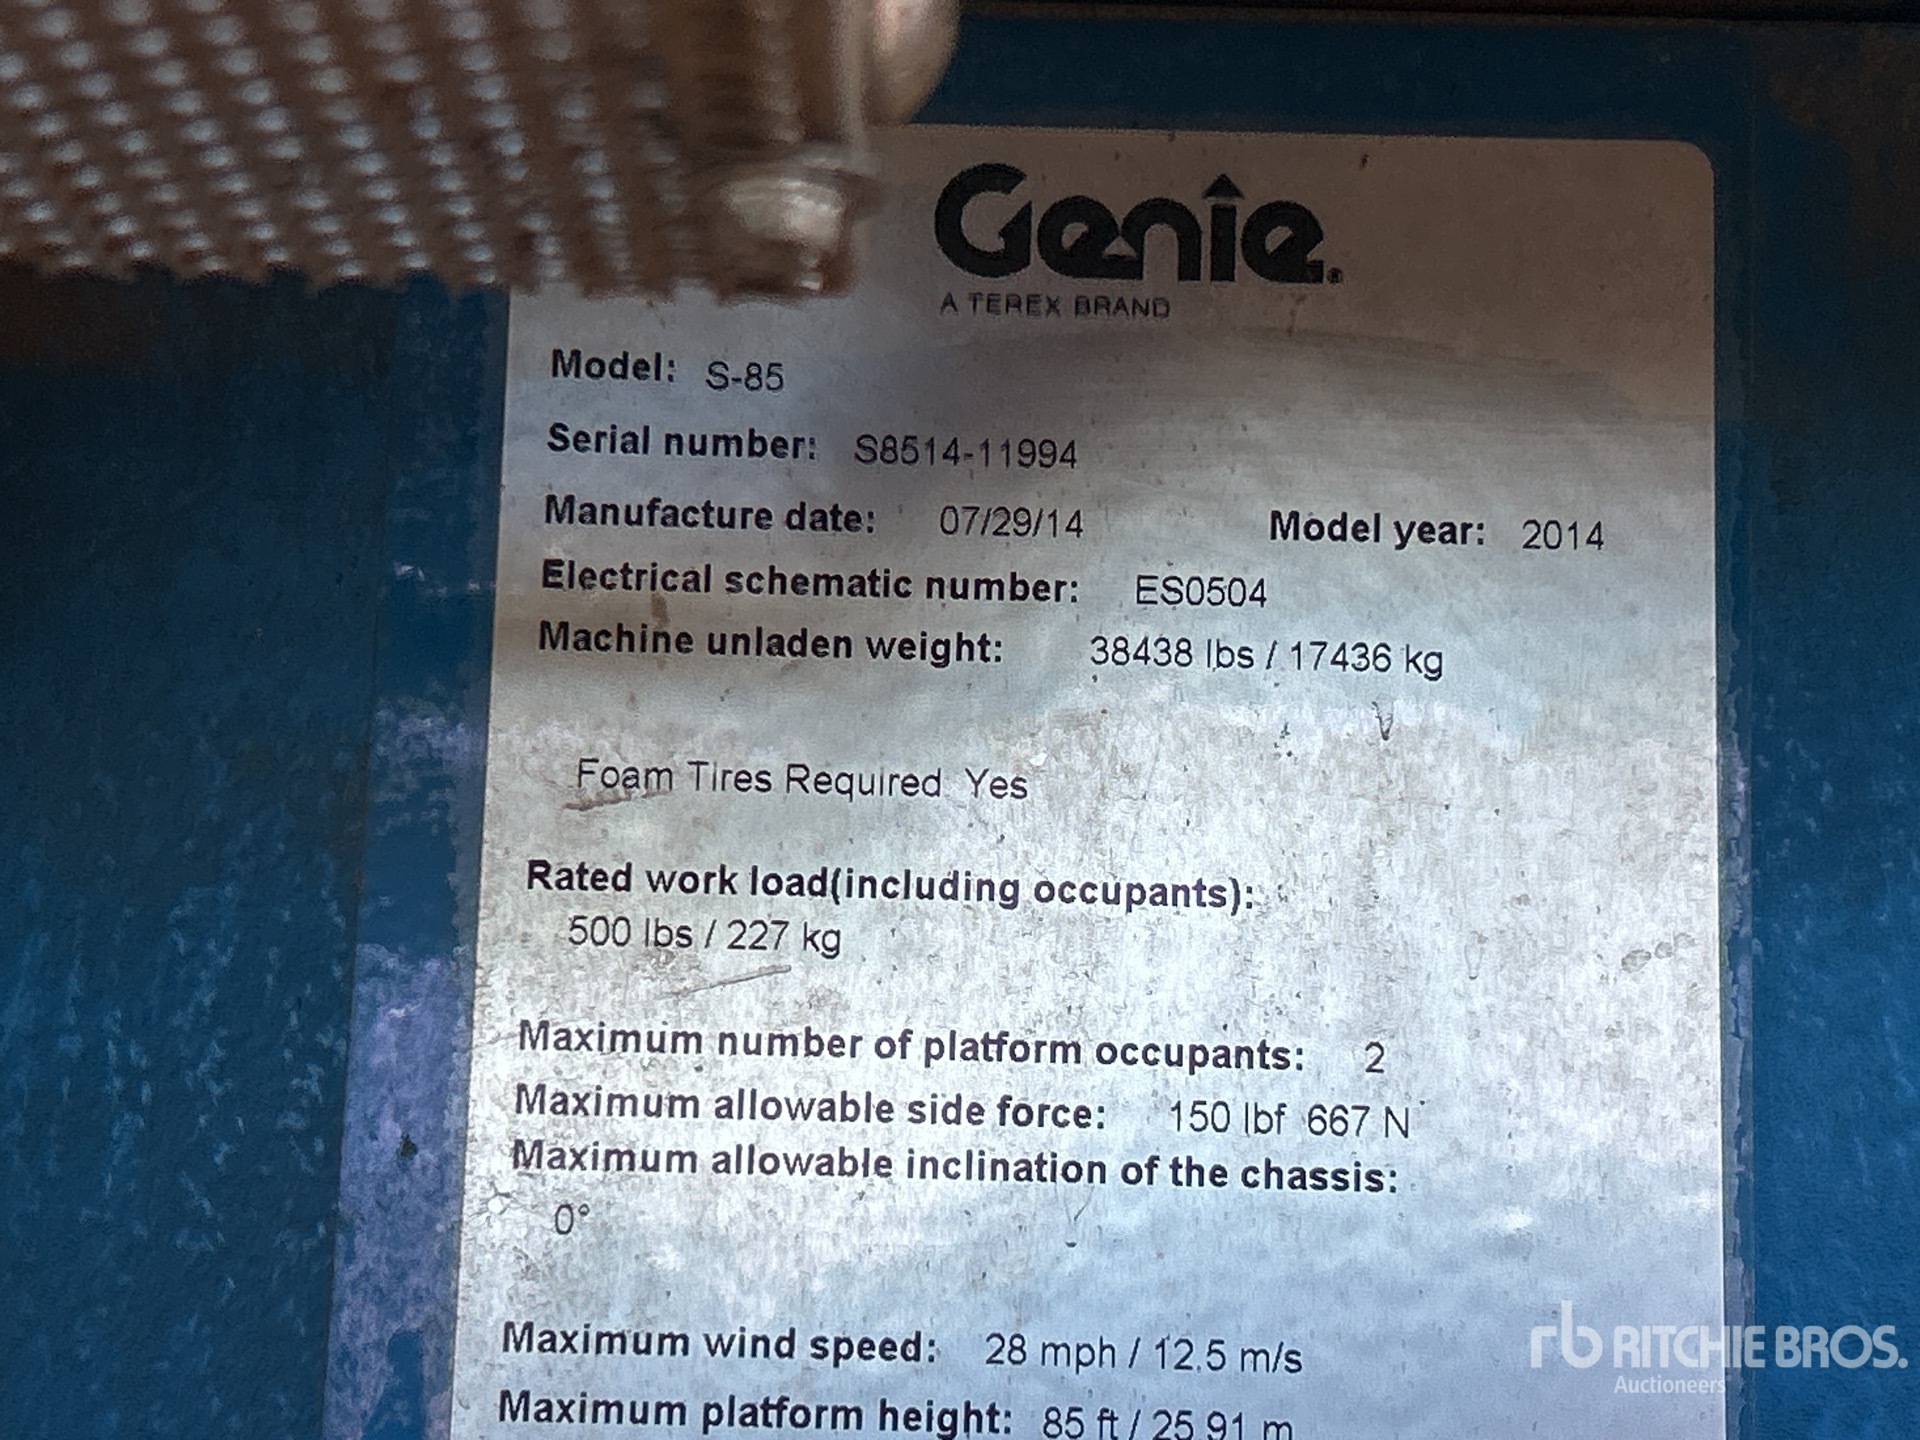 Genie®
A TEREX BRAND
Model: S-85
Serial number: S8514-11994
Manufacture date: 07/29/14 Model year: 2014
Electrical schematic number: ES0504
Machine unladen weight: 38438 lbs / 17436 kg
Foam Tires Required Yes
Rated work load(including occupants):
500 lbs / 227 kg
Maximum number of platform occupants: 2
Maximum allowable side force: 150 lbf 667 N
Maximum allowable inclination of the chassis:
0°
Maximum wind speed: 28 mph / 12.5 m/s
Maximum platform height: 85 ft / 25.91 m
rb RITCHIE BROS.
Auctioneers